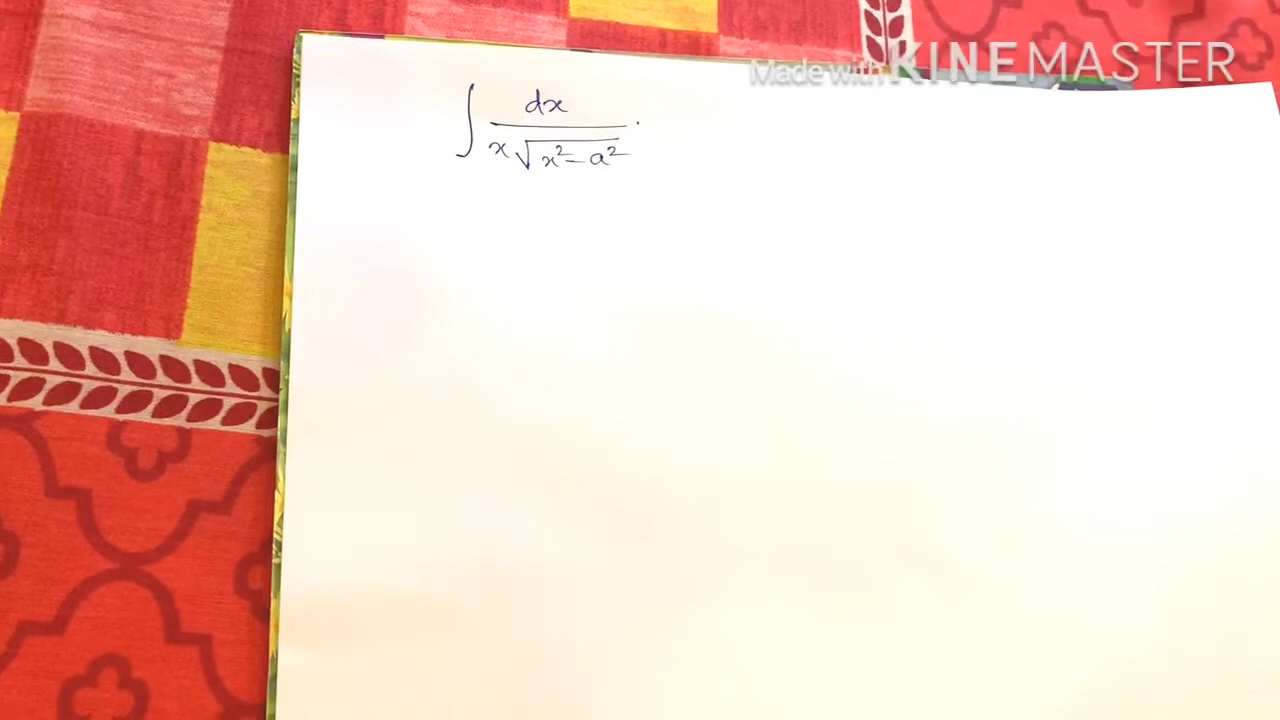 Made with KINEMASTER
∫ dx / x√x²-a² .